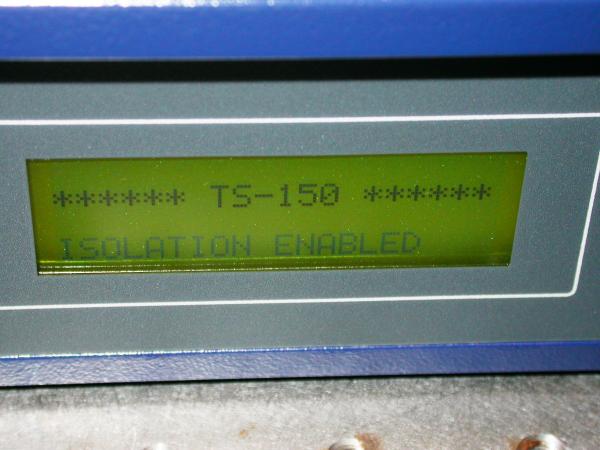 ****** TS-150 ******
ISOLATION ENABLED